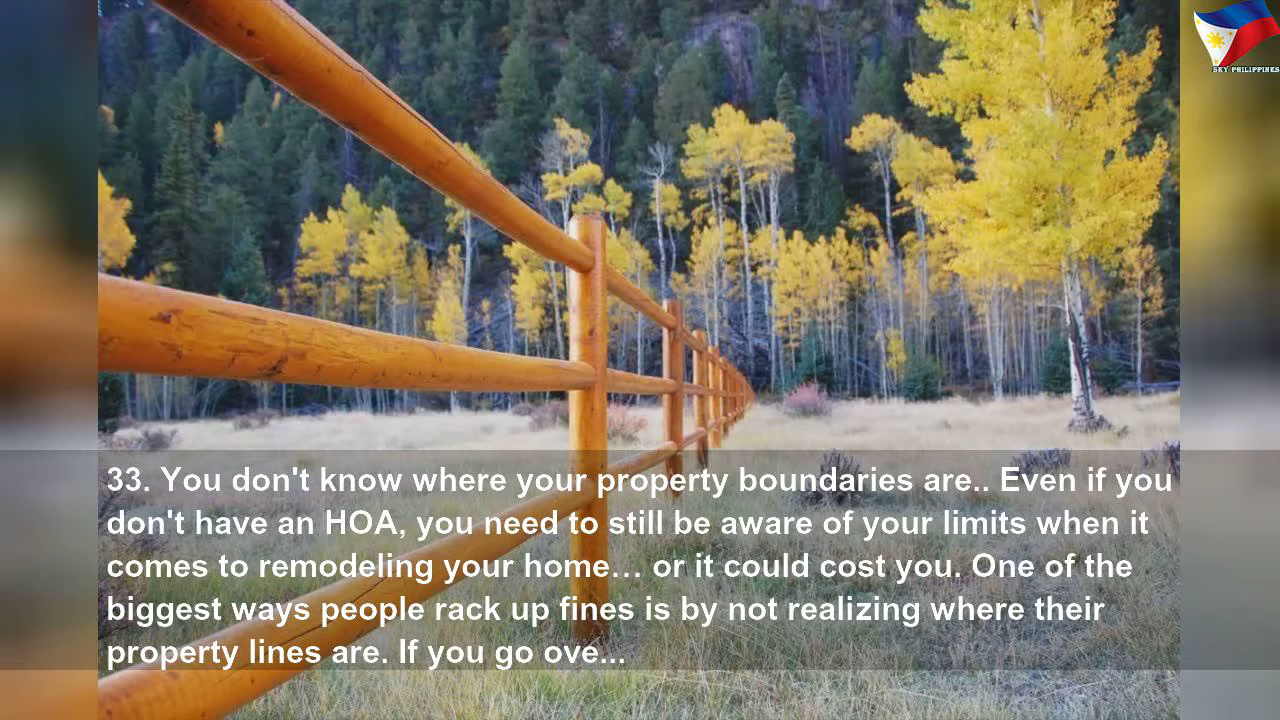 SKY PHILIPPINES
33. You don't know where your property boundaries are.. Even if you
don't have an HOA, you need to still be aware of your limits when it
comes to remodeling your home… or it could cost you. One of the
biggest ways people rack up fines is by not realizing where their
property lines are. If you go ove...